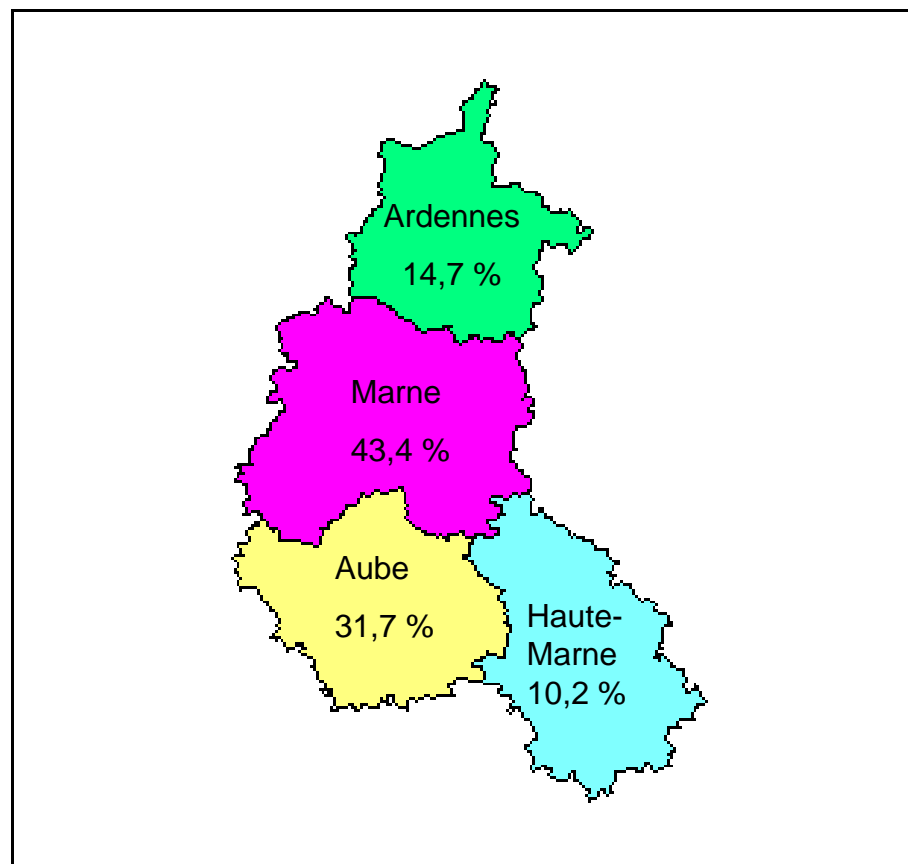 Ardennes
14,7 %
Marne
43,4 %
Aube
31,7 %
Haute-
Marne
10,2 %